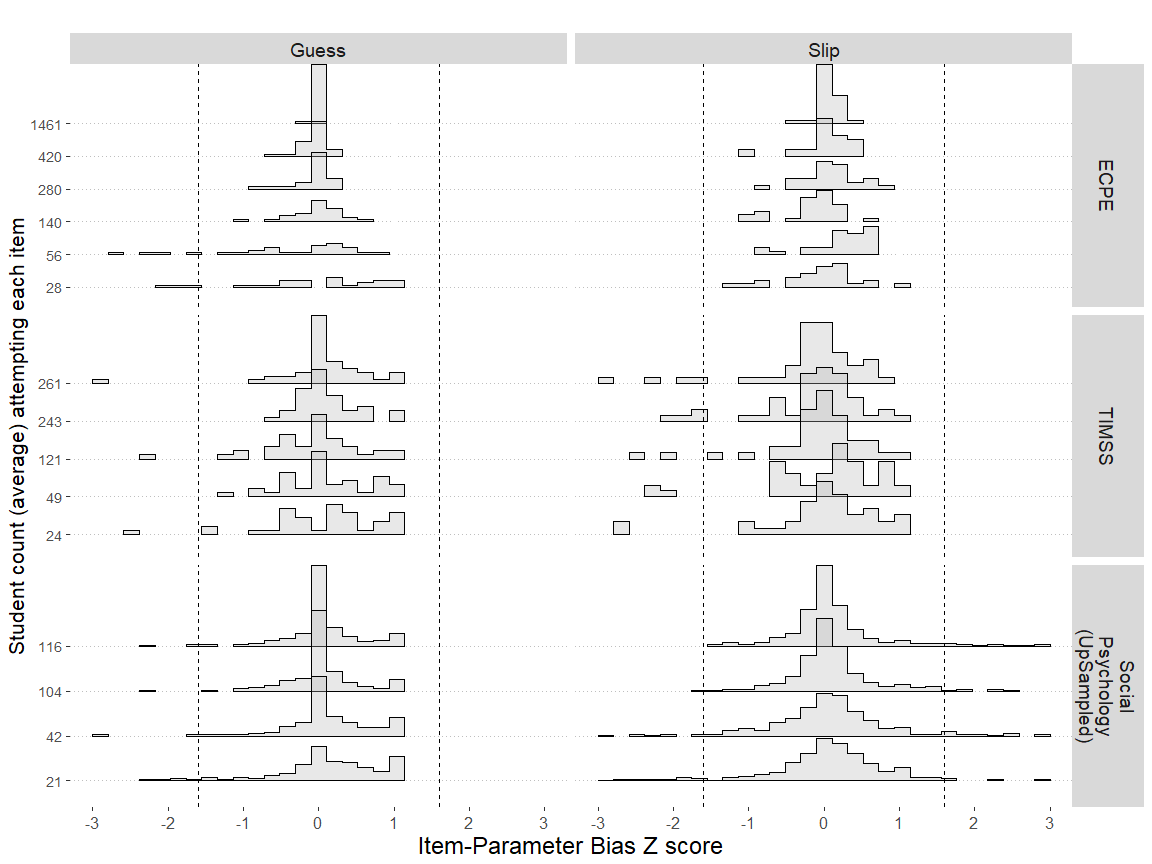 Guess
Slip
Student count (average) attempting each item
1461
420
280
140
56
28
ECPE
261
243
121
49
24
TIMSS
116
104
42
21
Social
Psychology
(UpSampled)
-3 -2 -1 0 1 2 3
-3 -2 -1 0 1 2 3
Item-Parameter Bias Z score